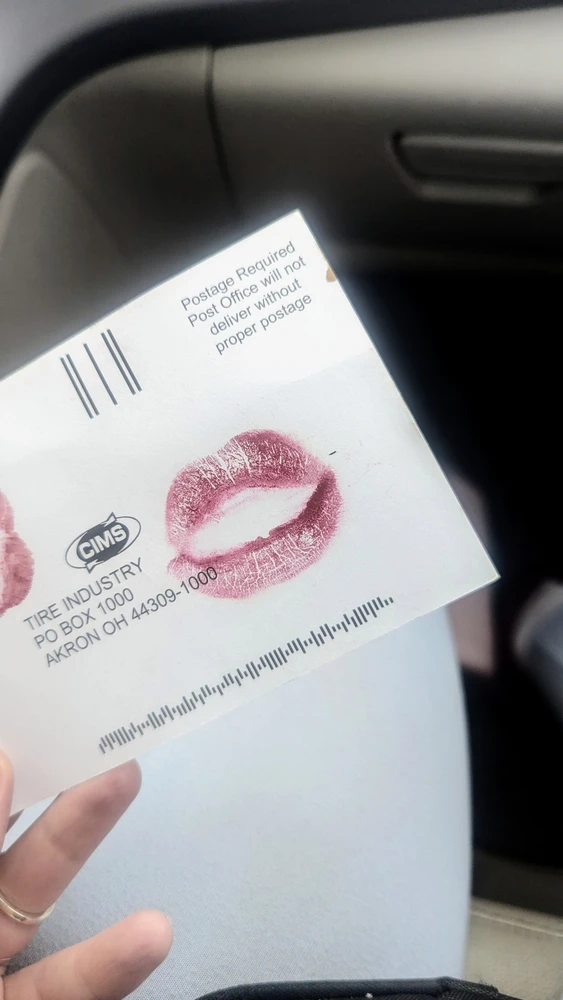 Postage Required
Post Office will not
deliver without
proper postage
CIMS
TIRE INDUSTRY
PO BOX 1000
AKRON OH 44309-1000